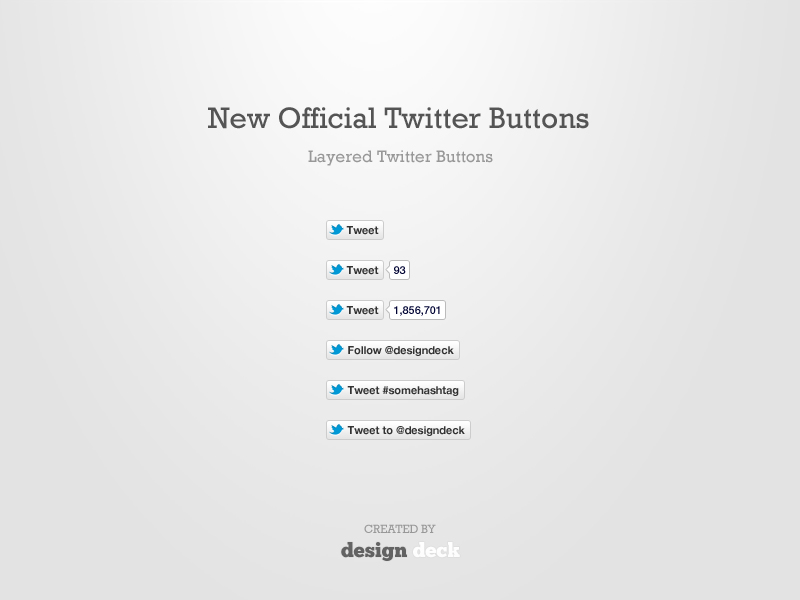 New Official Twitter Buttons
Layered Twitter Buttons
Tweet
Tweet 93
Tweet 1,856,701
Follow @designdeck
Tweet #somehashtag
Tweet to @designdeck
CREATED BY
design deck